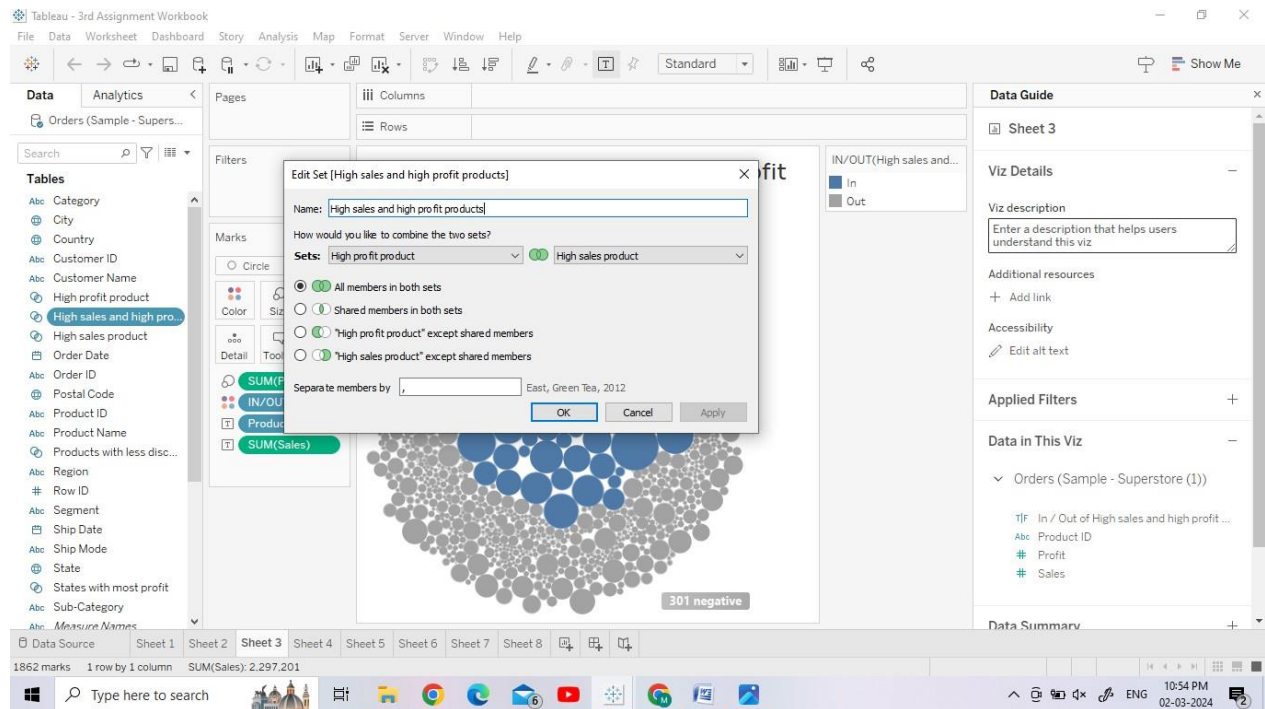 Tableau - 3rd Assignment Workbook
File Data Worksheet Dashboard Story Analysis Map Format Server Window Help
Standard
Show Me
Data Analytics
Orders (Sample - Supers...
Search
Tables
Abc Category
City
Country
Abc Customer ID
Abc Customer Name
High profit product
High sales and high pro...
High sales product
Order Date
Abc Order ID
Postal Code
Abc Product ID
Abc Product Name
Products with less disc...
Abc Region
# Row ID
Abc Segment
Ship Date
Abc Ship Mode
State
States with most profit
Abc Sub-Category
Abc Measure Names
Pages
Filters
Marks
Circle
Color Siz
Detail Tool
SUM(P
IN/OU
Produc
SUM(Sales)
iii Columns
Rows
ofit
Edit Set [High sales and high profit products]
Name: High sales and high profit products
How would you like to combine the two sets?
Sets: High profit product High sales product
All members in both sets
Shared members in both sets
"High profit product" except shared members
"High sales product" except shared members
Separate members by , East, Green Tea, 2012
OK Cancel Apply
301 negative
IN/OUT(High sales and...
In
Out
Data Guide
Sheet 3
Viz Details
Viz description
Enter a description that helps users
understand this viz
Additional resources
+ Add link
Accessibility
Edit alt text
Applied Filters
Data in This Viz
Orders (Sample - Superstore (1))
T|F In / Out of High sales and high profit ...
Abc Product ID
# Profit
# Sales
Data Summary
Data Source Sheet 1 Sheet 2 Sheet 3 Sheet 4 Sheet 5 Sheet 6 Sheet 7 Sheet 8
1862 marks 1 row by 1 column SUM(Sales): 2.297.201
Type here to search
6
ENG
10:54 PM
02-03-2024
2